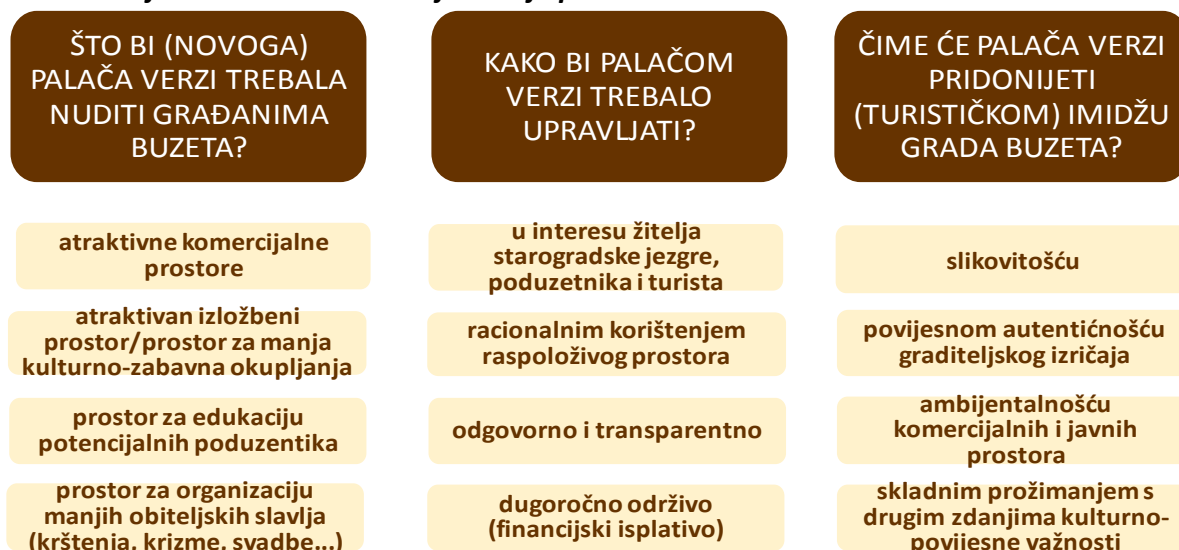 ŠTO BI (NOVOGA)
PALAČA VERZI TREBALA
NUDITI GRAĐANIMA
BUZETA?
atraktivne komercijalne
prostore
atraktivan izložbeni
prostor/prostor za manja
kulturno-zabavna okupljanja
prostor za edukaciju
potencijalnih poduzentika
prostor za organizaciju
manjih obiteljskih slavlja
(krštenja, krizme, svadbe...)
KAKO BI PALAČOM
VERZI TREBALO
UPRAVLJATI?
u interesu žitelja
starogradske jezgre,
poduzetnika i turista
racionalnim korištenjem
raspoloživog prostora
odgovorno i transparentno
dugoročno održivo
(financijski isplativo)
ČIME ĆE PALAČA VERZI
PRIDONIJETI
(TURISTIČKOM) IMIDŽU
GRADA BUZETA?
slikovitošću
povijesnom autentićnošću
graditeljskog izričaja
ambijentalnošću
komercijalnih i javnih
prostora
skladnim prožimanjem s
drugim zdanjima kulturno-
povijesne važnosti